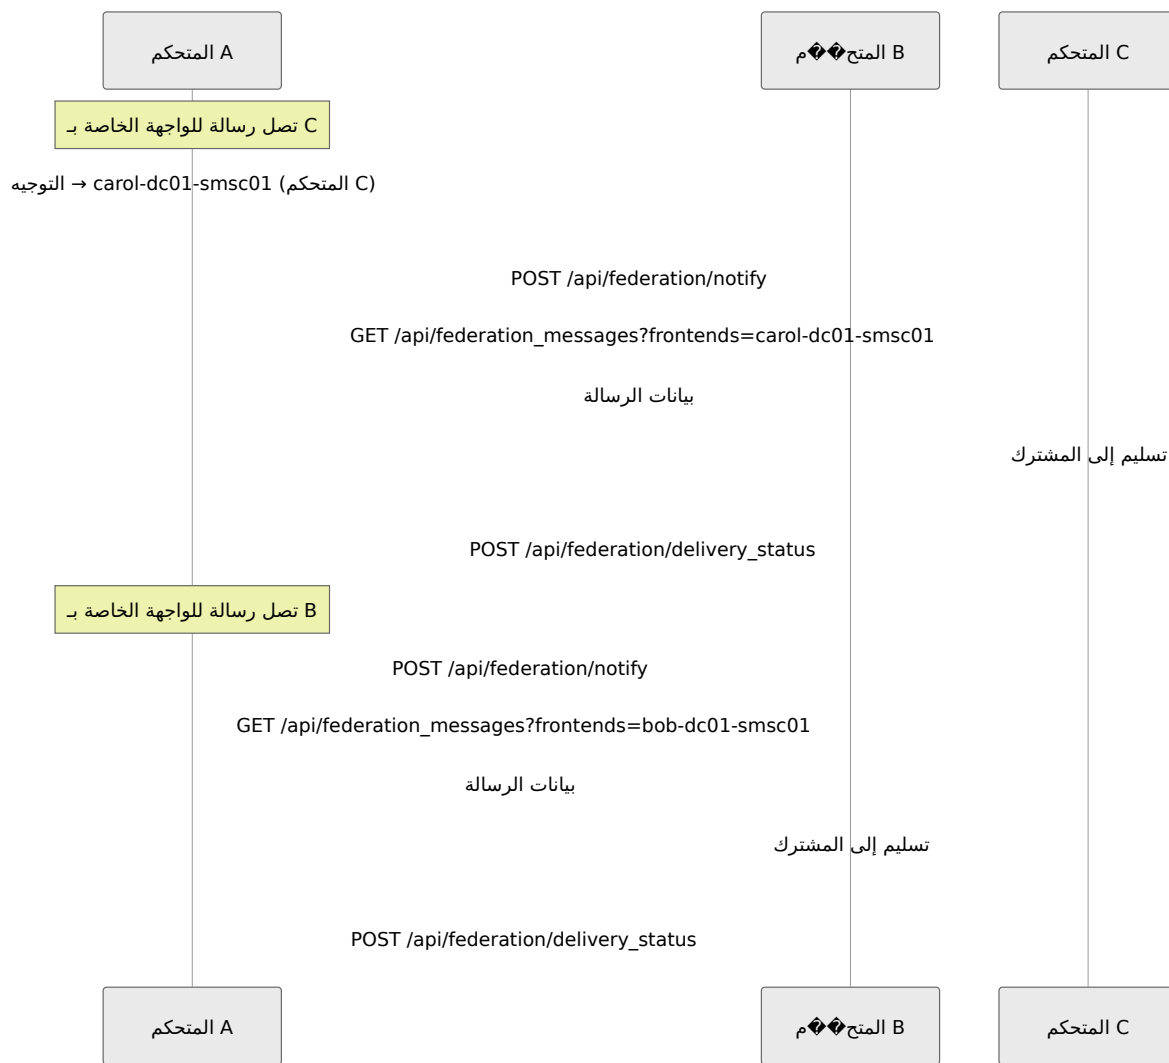 المتحكم A
المتح��م B
المتحكم C
تصل رسالة للواجهة الخاصة بـ C
التوجيه → carol-dc01-smsc01 (المتحكم C)
POST /api/federation/notify
GET /api/federation_messages?frontends=carol-dc01-smsc01
بيانات الرسالة
تسليم إلى المشترك
POST /api/federation/delivery_status
تصل رسالة للواجهة الخاصة بـ B
POST /api/federation/notify
GET /api/federation_messages?frontends=bob-dc01-smsc01
بيانات الرسالة
تسليم إلى المشترك
POST /api/federation/delivery_status
المتحكم A
المتح��م B
المتحكم C